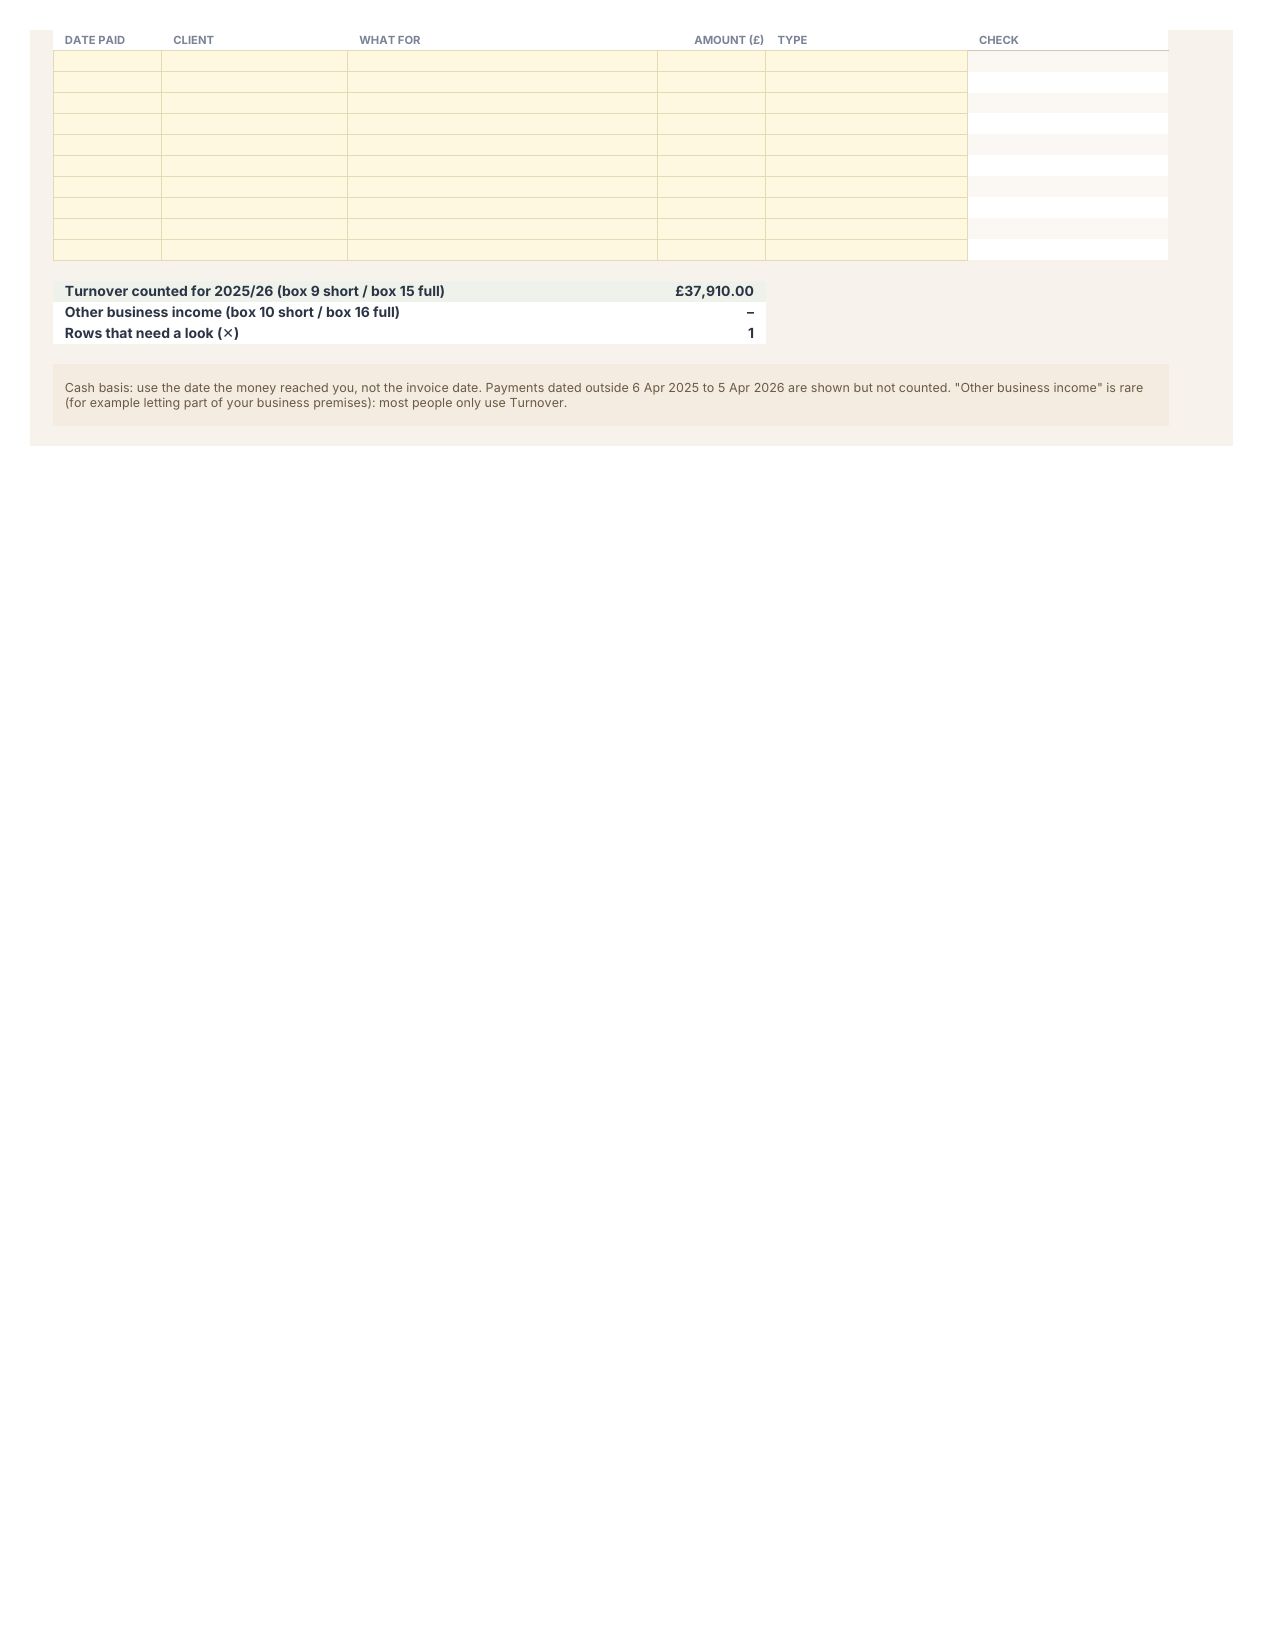 DATE PAID CLIENT WHAT FOR AMOUNT (£) TYPE CHECK
Turnover counted for 2025/26 (box 9 short / box 15 full) £37,910.00
Other business income (box 10 short / box 16 full) –
Rows that need a look (✕) 1
Cash basis: use the date the money reached you, not the invoice date. Payments dated outside 6 Apr 2025 to 5 Apr 2026 are shown but not counted. "Other business income" is rare
(for example letting part of your business premises): most people only use Turnover.